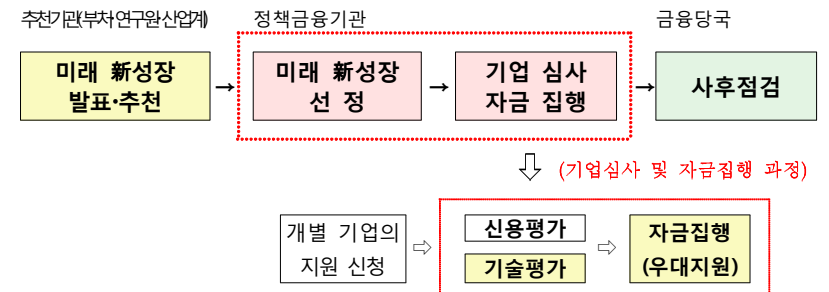 추천기관(부처·연구원·산업계) 정책금융기관 금융당국
미래 新성장
발표·추천
→
미래 新성장
선 정
→
기업 심사
자금 집행
→
사후점검
(기업심사 및 자금집행 과정)
개별 기업의
지원 신청
⇨
신용평가
기술평가
⇨
자금집행
(우대지원)